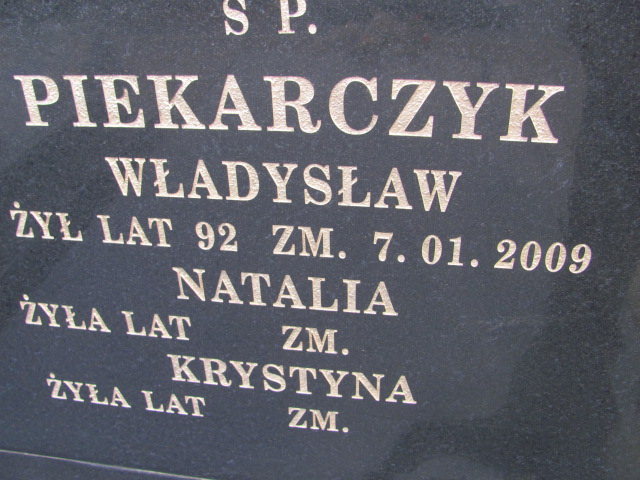 S P.
PIEKARCZYK
WŁADYSŁAW
ŻYŁ LAT 92 ZM. 7. 01. 2009
NATALIA
ŻYŁA LAT ZM.
KRYSTYNA
ŻYŁA LAT ZM.